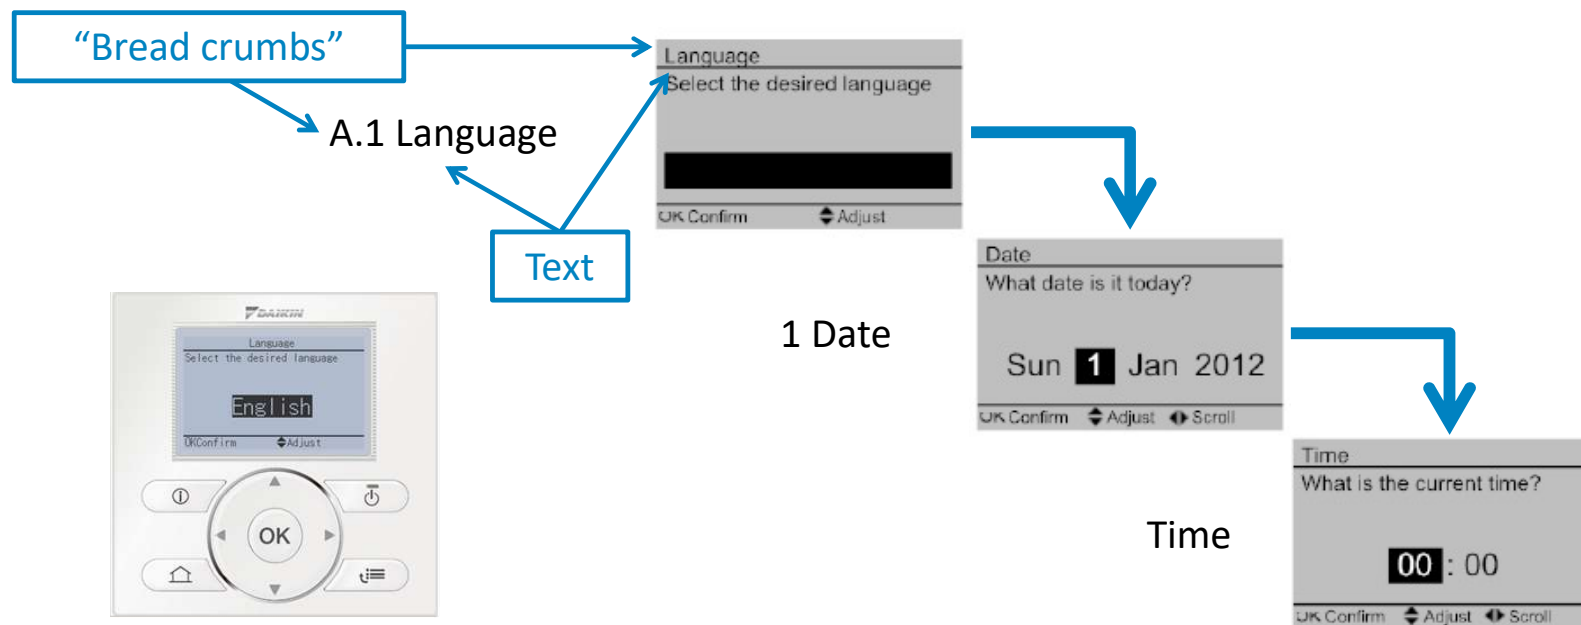 “Bread crumbs”
A.1 Language
Text
Language
Select the desired language
OK Confirm Adjust
1 Date
Date
What date is it today?
Sun 1 Jan 2012
OK Confirm Adjust Scroll
Time
Time
What is the current time?
00 : 00
OK Confirm Adjust Scroll
DAIKIN
Language
Select the desired language
English
OKConfirm Adjust
OK